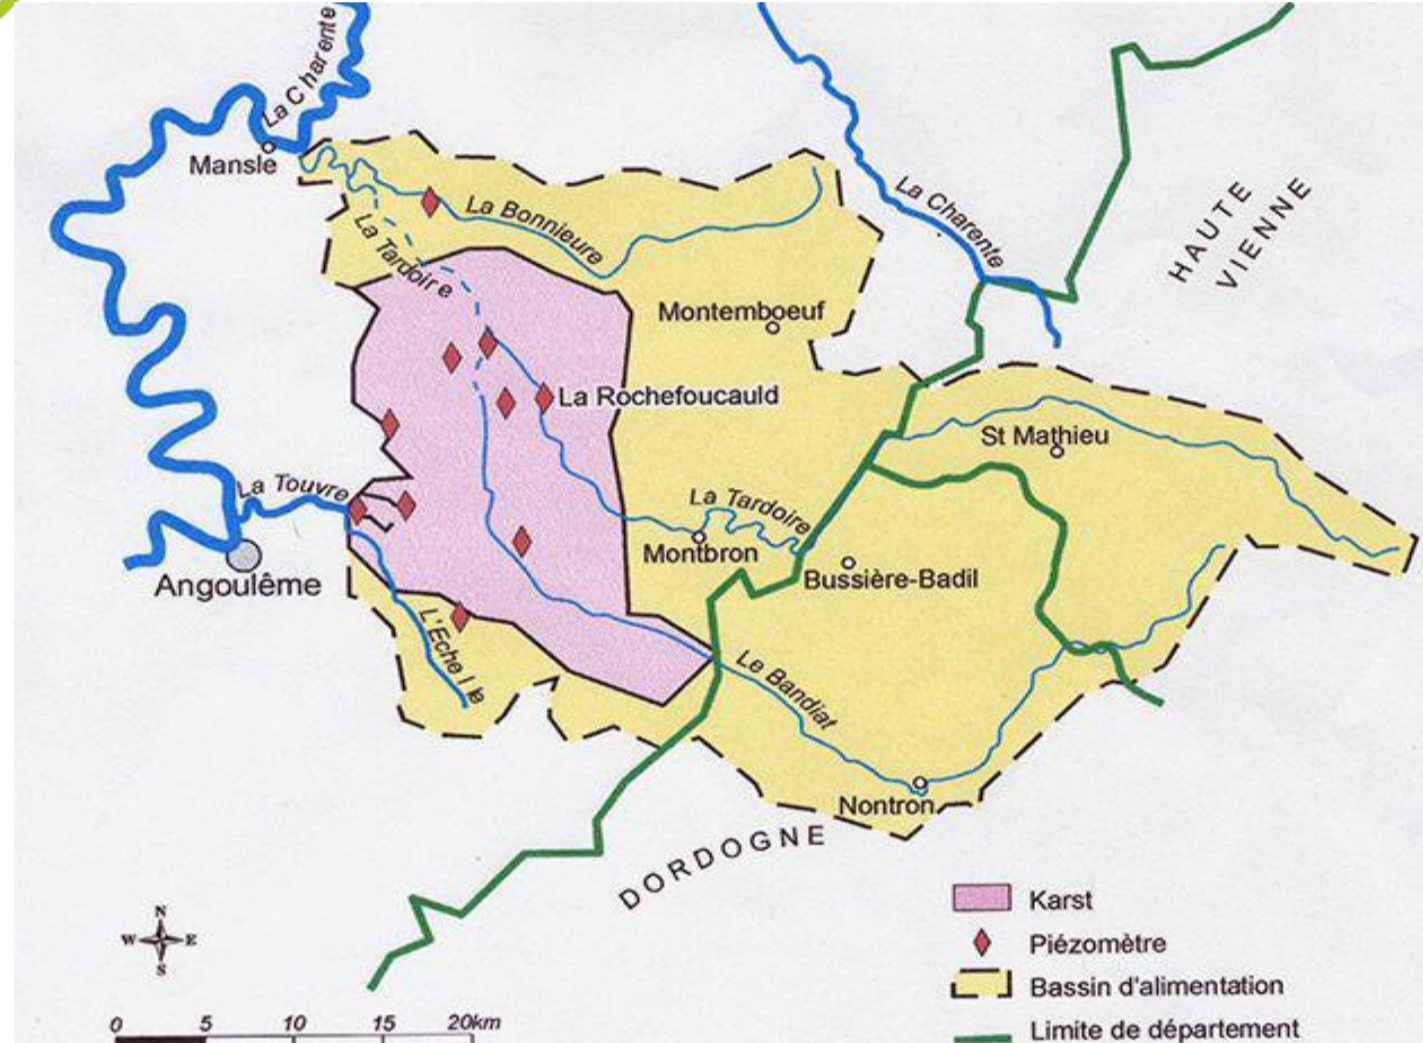 La Charente
Mansle
La Bonnieure
La Charente
HAUTE
VIENNE
La Tardoire
Montemboeuf
La Rochefoucauld
St Mathieu
La Touvre
La Tardoire
Montbron
Bussière-Badil
Angoulême
L'Echelle
Le Bandiat
Nontron
DORDOGNE
Karst
N
W E
S
Piézomètre
Bassin d'alimentation
0 5 10 15 20km
Limite de département